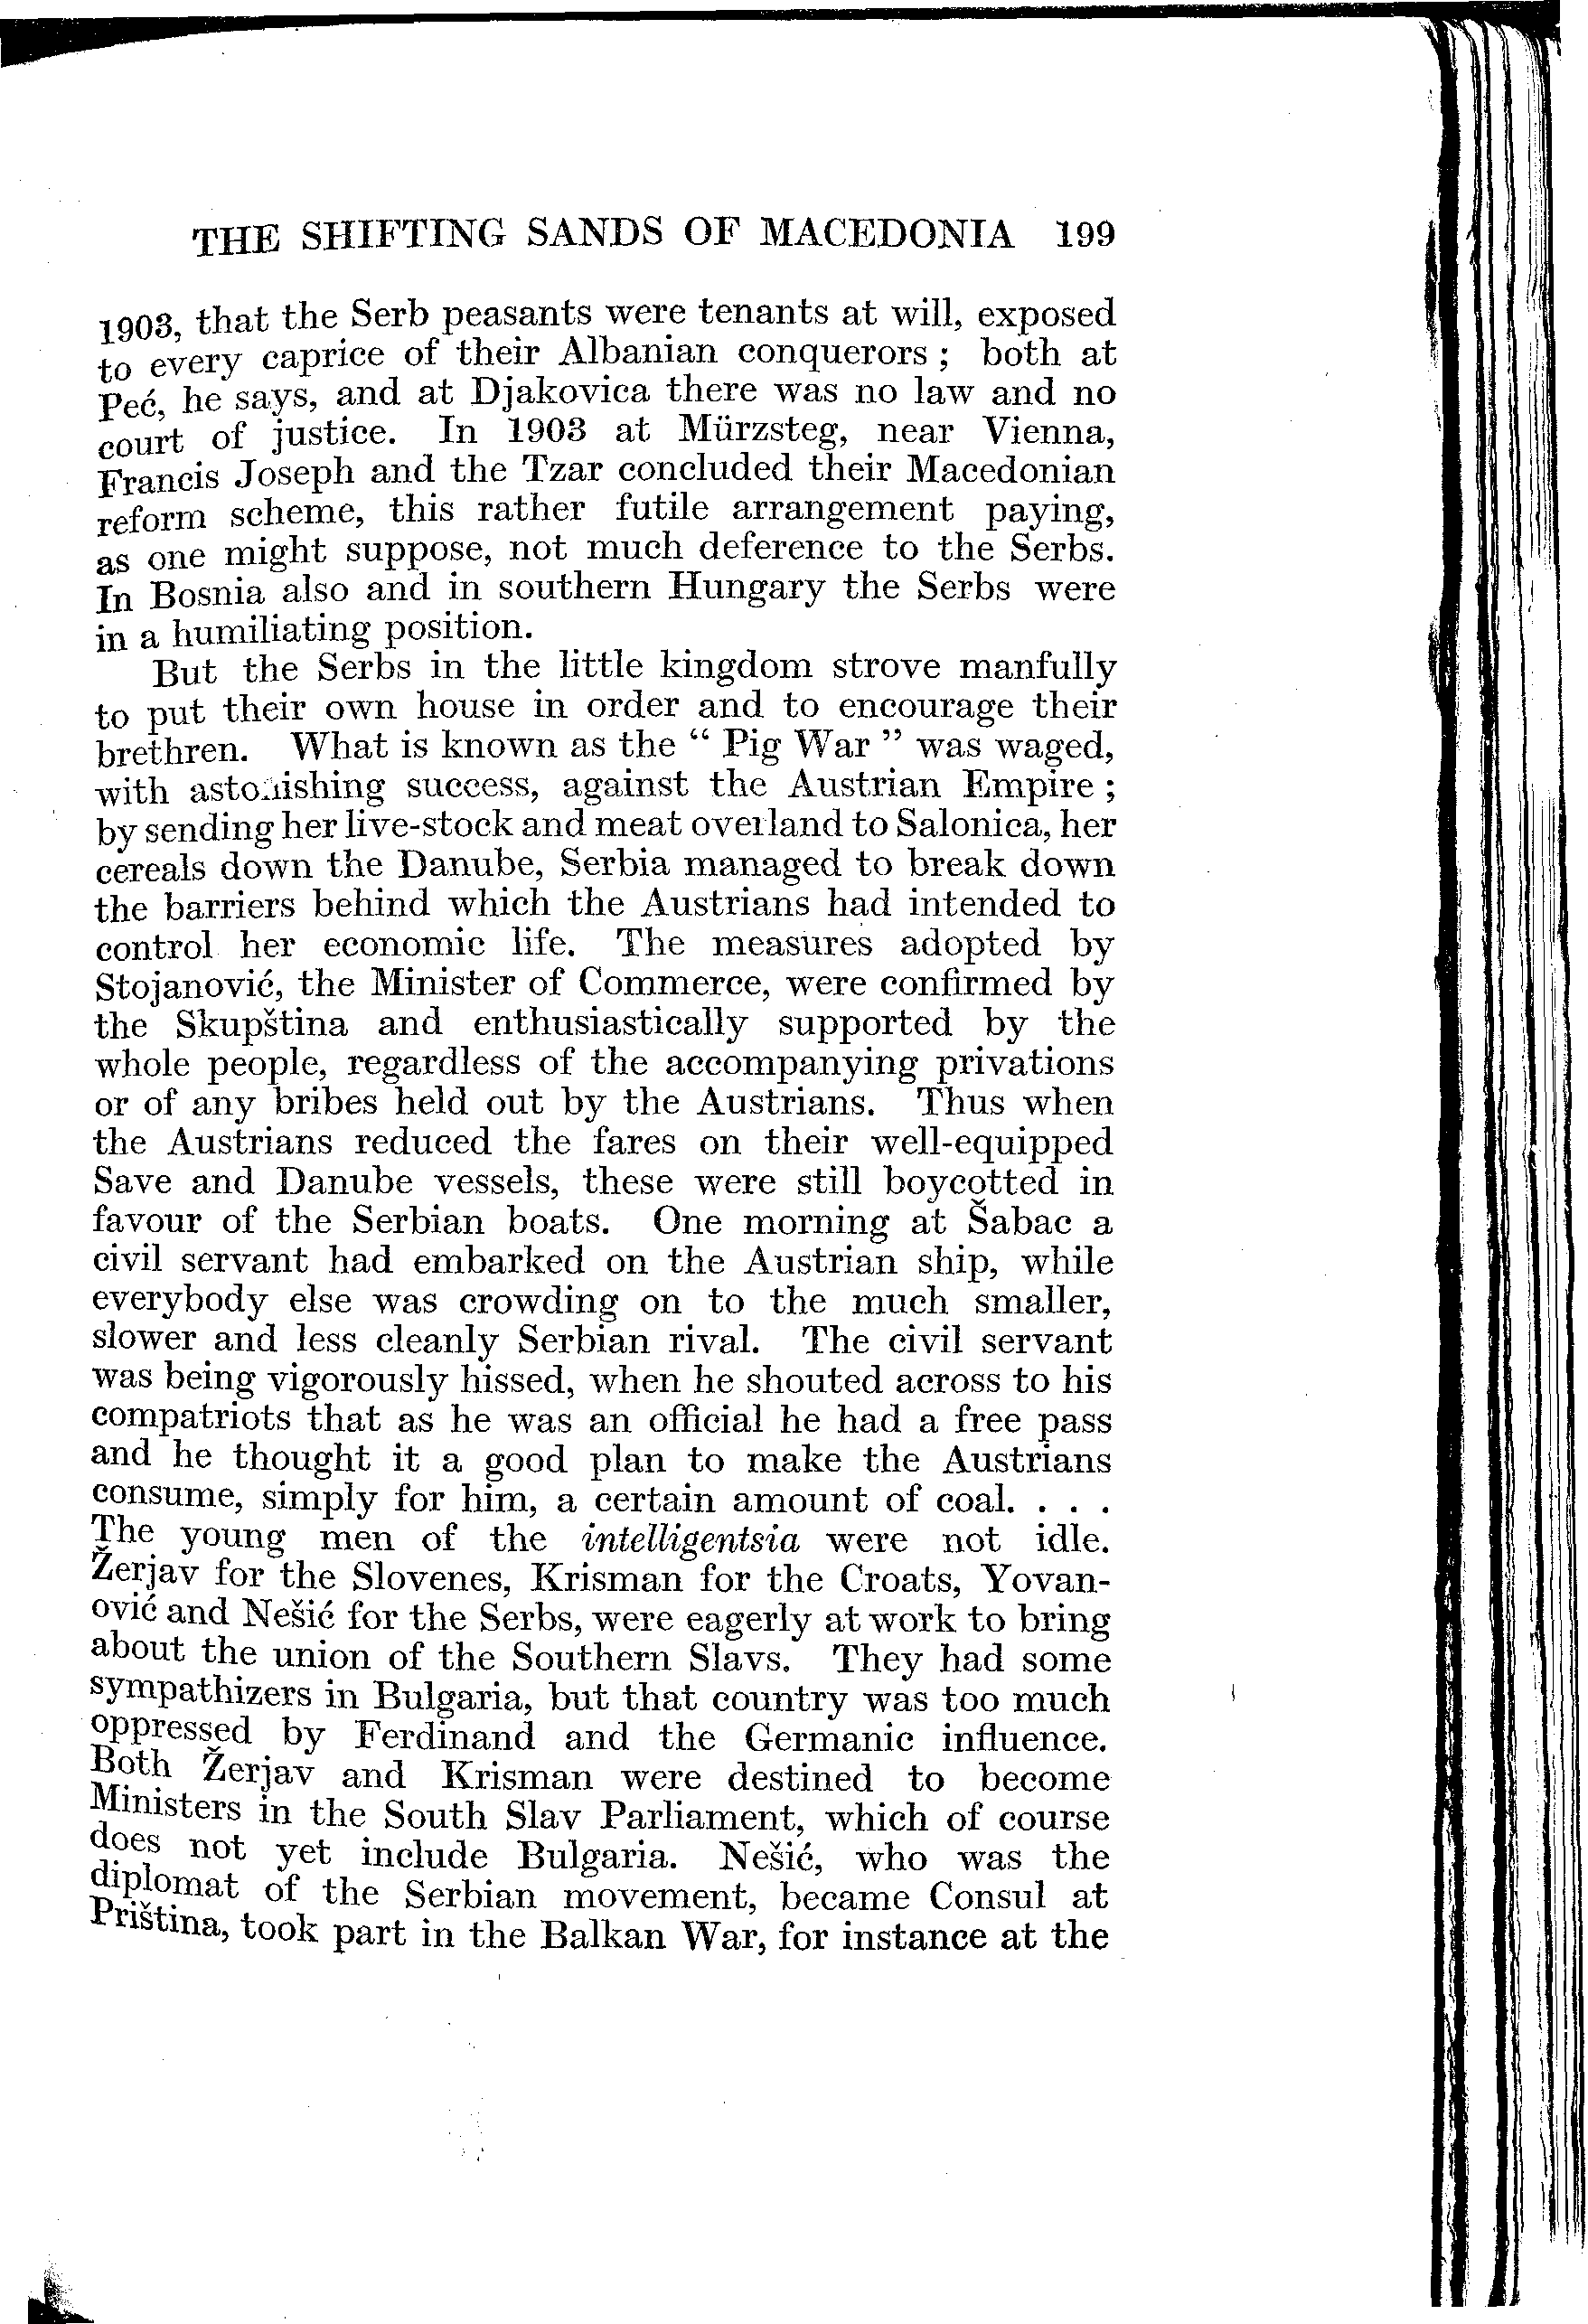 THE SHIFTING SANDS OF MACEDONIA 199
1903, that the Serb peasants were tenants at will, exposed
to every caprice of their Albanian conquerors ; both at
Peć, he says, and at Djakovica there was no law and no
court of justice. In 1903 at Mürzsteg, near Vienna,
Francis Joseph and the Tzar concluded their Macedonian
reform scheme, this rather futile arrangement paying,
as one might suppose, not much deference to the Serbs.
In Bosnia also and in southern Hungary the Serbs were
in a humiliating position.
But the Serbs in the little kingdom strove manfully
to put their own house in order and to encourage their
brethren. What is known as the “ Pig War ” was waged,
with astonishing success, against the Austrian Empire ;
by sending her live-stock and meat overland to Salonica, her
cereals down the Danube, Serbia managed to break down
the barriers behind which the Austrians had intended to
control her economic life. The measures adopted by
Stojanović, the Minister of Commerce, were confirmed by
the Skupština and enthusiastically supported by the
whole people, regardless of the accompanying privations
or of any bribes held out by the Austrians. Thus when
the Austrians reduced the fares on their well-equipped
Save and Danube vessels, these were still boycotted in
favour of the Serbian boats. One morning at Šabac a
civil servant had embarked on the Austrian ship, while
everybody else was crowding on to the much smaller,
slower and less cleanly Serbian rival. The civil servant
was being vigorously hissed, when he shouted across to his
compatriots that as he was an official he had a free pass
and he thought it a good plan to make the Austrians
consume, simply for him, a certain amount of coal. . . .
The young men of the intelligentsia were not idle.
Žerjav for the Slovenes, Krisman for the Croats, Yovan-
ović and Nešić for the Serbs, were eagerly at work to bring
about the union of the Southern Slavs. They had some
sympathizers in Bulgaria, but that country was too much
oppressed by Ferdinand and the Germanic influence.
Both Žerjav and Krisman were destined to become
Ministers in the South Slav Parliament, which of course
does not yet include Bulgaria. Nešić, who was the
diplomat of the Serbian movement, became Consul at
Priština, took part in the Balkan War, for instance at the